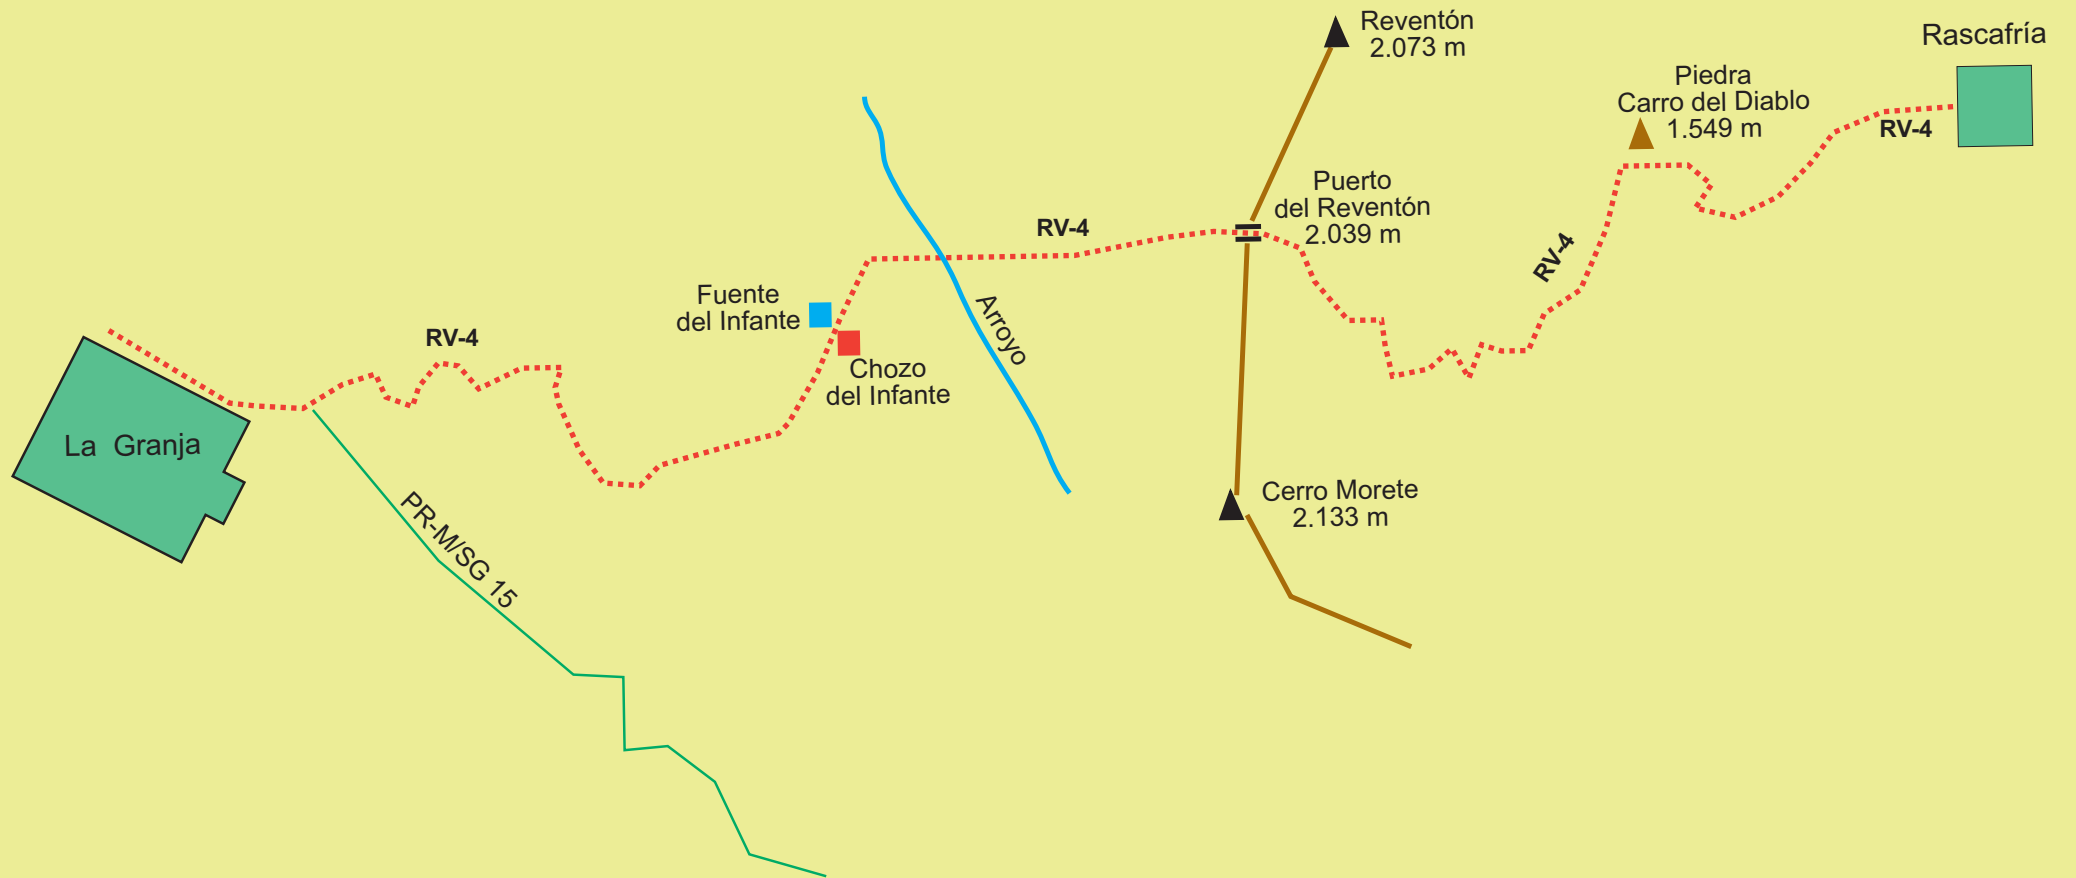 Reventón
2.073 m
Rascafría
Piedra
Carro del Diablo
1.549 m
RV-4
Puerto
del Reventón
2.039 m
RV-4
RV-4
Fuente
del Infante
Arroyo
RV-4
Chozo
del Infante
La Granja
PR-M/SG 15
Cerro Morete
2.133 m